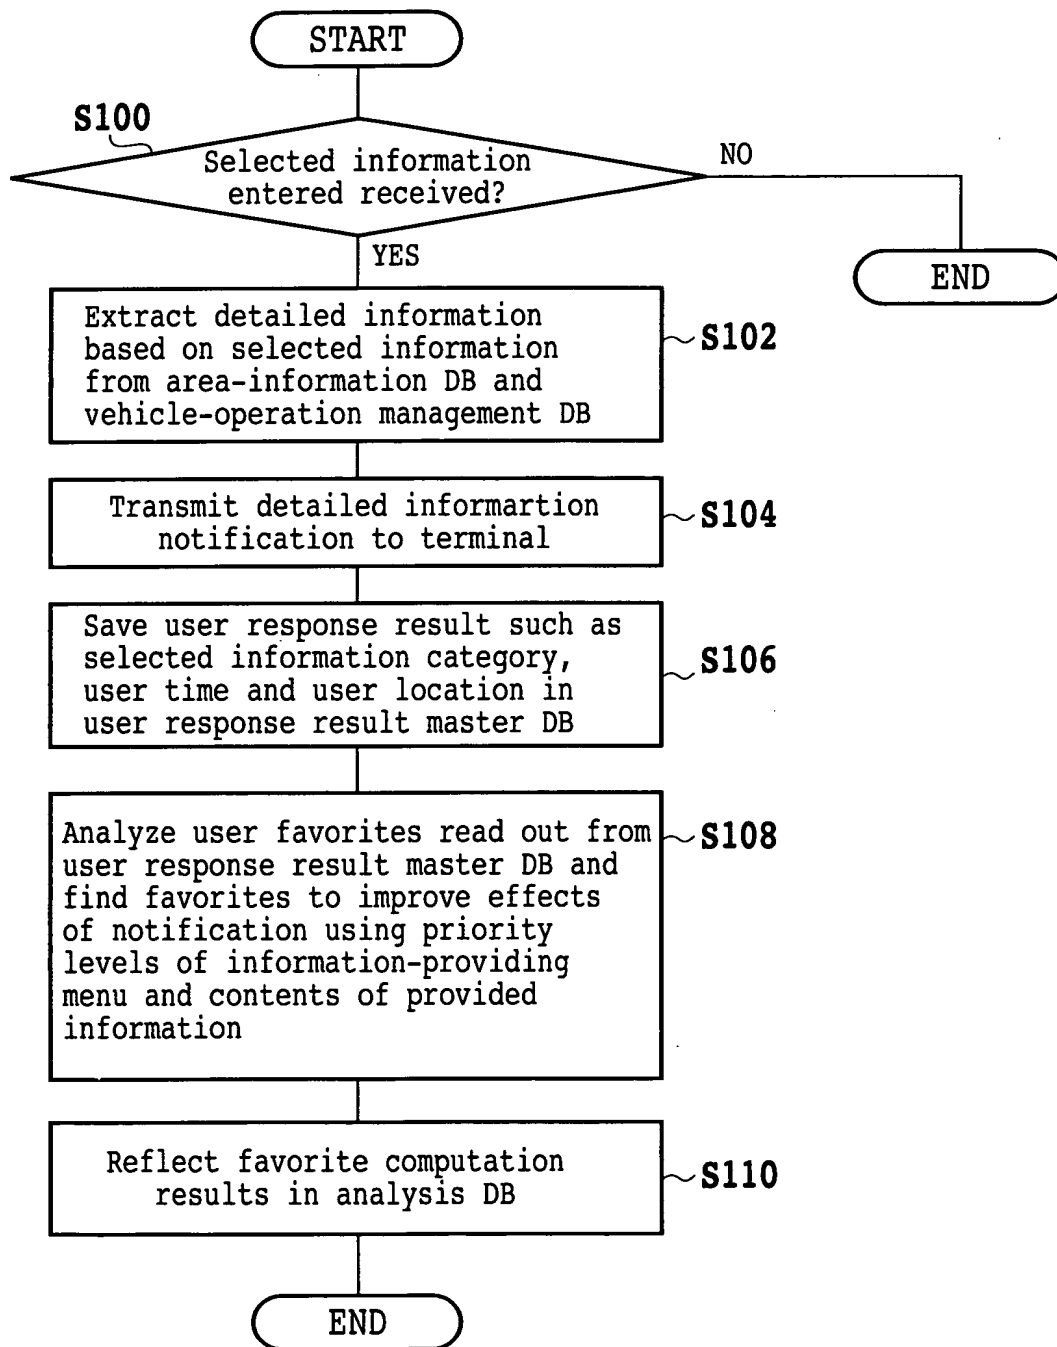 START
S100
Selected information
entered received?
NO
YES
END
Extract detailed information
based on selected information
from area-information DB and
vehicle-operation management DB
S102
Transmit detailed informartion
notification to terminal
S104
Save user response result such as
selected information category,
user time and user location in
user response result master DB
S106
Analyze user favorites read out from
user response result master DB and
find favorites to improve effects
of notification using priority
levels of information-providing
menu and contents of provided
information
S108
Reflect favorite computation
results in analysis DB
S110
END